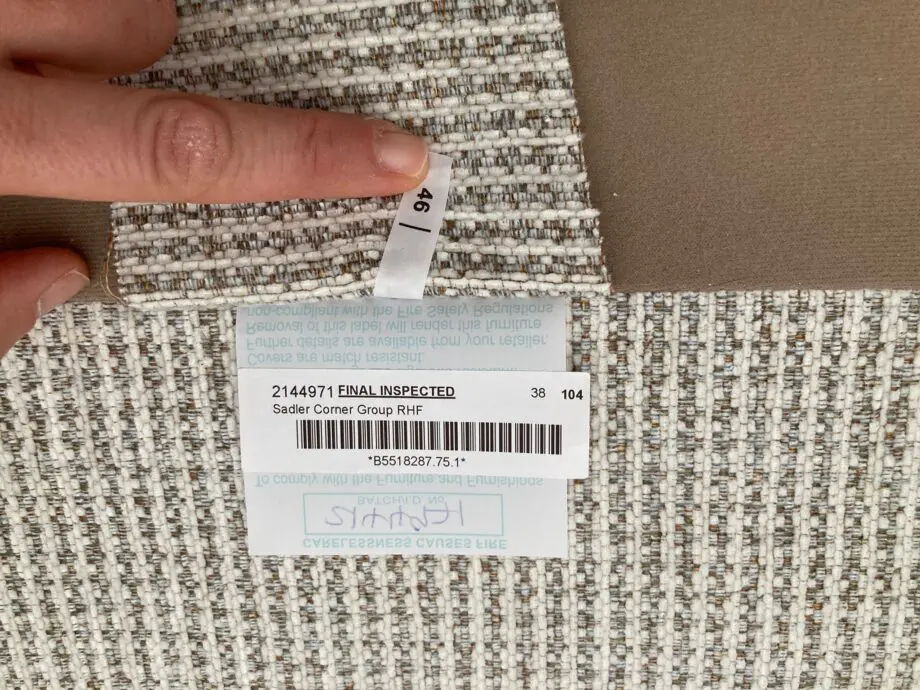 46 |
2144971 FINAL INSPECTED 38 104
Sadler Corner Group RHF
*B5518287.75.1*
CARELESSNESS CAUSES FIRE
BATCH/I.D No
2144971
To comply with the Furniture and Furnishings
Covers are match resistant.
Further details are available from your retailer.
Removal of this label will render this furniture
non-compliant with the Fire Safety Regulations